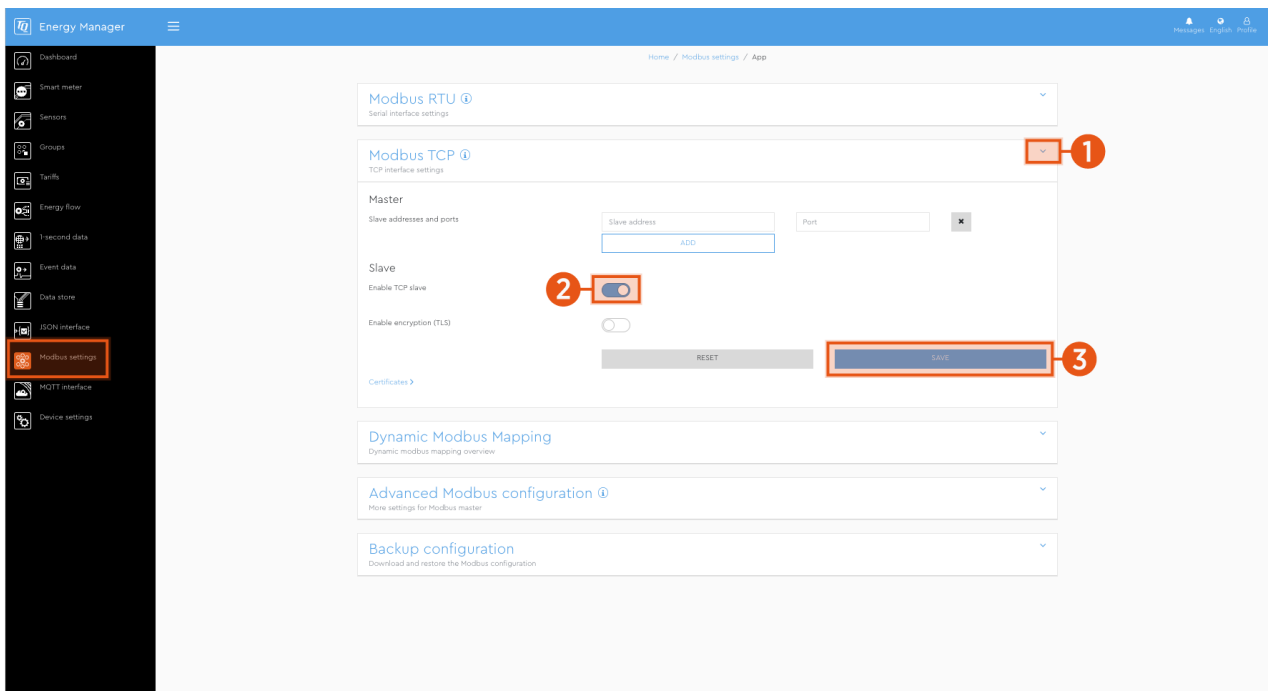 TQ Energy Manager
Messages English Profile
Dashboard
Smart meter
Sensors
Groups
Tariffs
Energy flow
1-second data
Event data
Data store
JSON interface
Modbus settings
MQTT interface
Device settings
Home / Modbus settings / App
Modbus RTU
Serial interface settings
Modbus TCP
1
TCP interface settings
Master
Slave addresses and ports
Slave address
Port
ADD
Slave
Enable TCP slave
2
Enable encryption (TLS)
RESET
SAVE
3
Certificates
Dynamic Modbus Mapping
Dynamic modbus mapping overview
Advanced Modbus configuration
More settings for Modbus master
Backup configuration
Download and restore the Modbus configuration